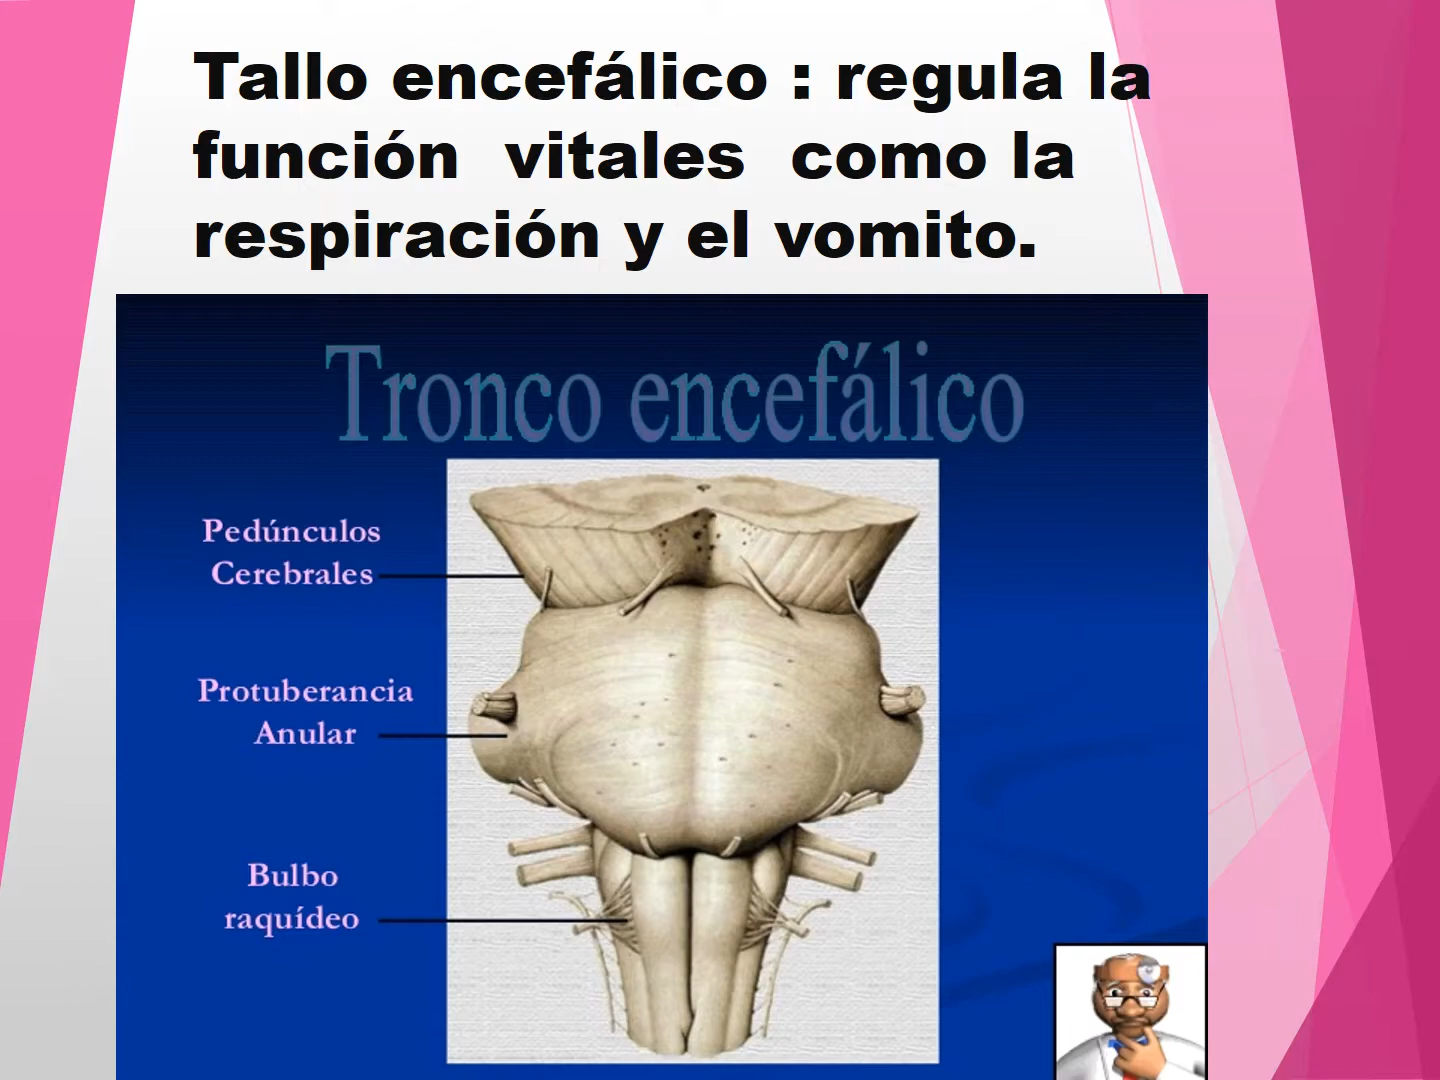 Tallo encefálico : regula la
función  vitales  como la
respiración y el vomito.
Tronco encefálico
Pedúnculos
Cerebrales
Protuberancia
Anular
Bulbo
raquídeo